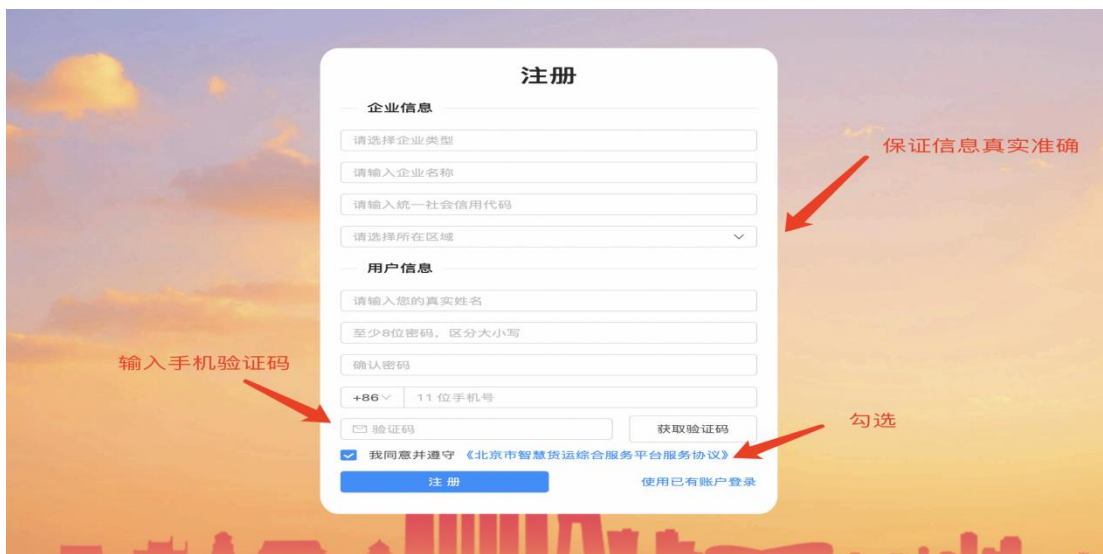 注册
企业信息
请选择企业类型
保证信息真实准确
请输入企业名称
请输入统一社会信用代码
请选择所在区域
用户信息
请输入您的真实姓名
至少8位密码，区分大小写
输入手机验证码
确认密码
+86 11 位手机号
验证码 获取验证码
勾选
我同意并遵守《北京市智慧货运综合服务平台服务协议》
注 册 使用已有账户登录